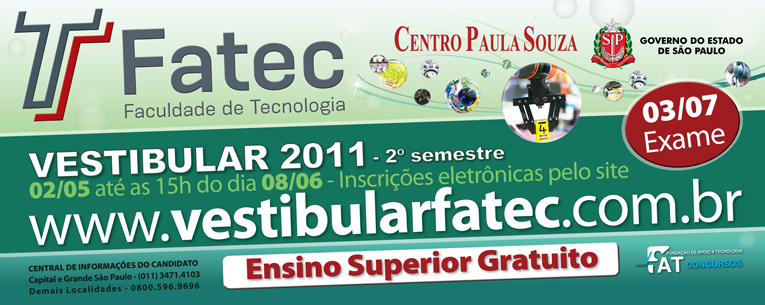 Fatec
Faculdade de Tecnologia
CENTRO PAULA SOUZA
SP
GOVERNO DO ESTADO
DE SÃO PAULO
03/07
Exame
VESTIBULAR 2011 - 2º semestre
02/05 até as 15h do dia 08/06 - Inscrições eletrônicas pelo site
www.vestibularfatec.com.br
CENTRAL DE INFORMAÇÕES DO CANDIDATO
Capital e Grande São Paulo - (011) 3471.4103
Demais Localidades - 0800.596.9696
Ensino Superior Gratuito
FUNDAÇÃO DE APOIO À TECNOLOGIA
FAT CONCURSOS